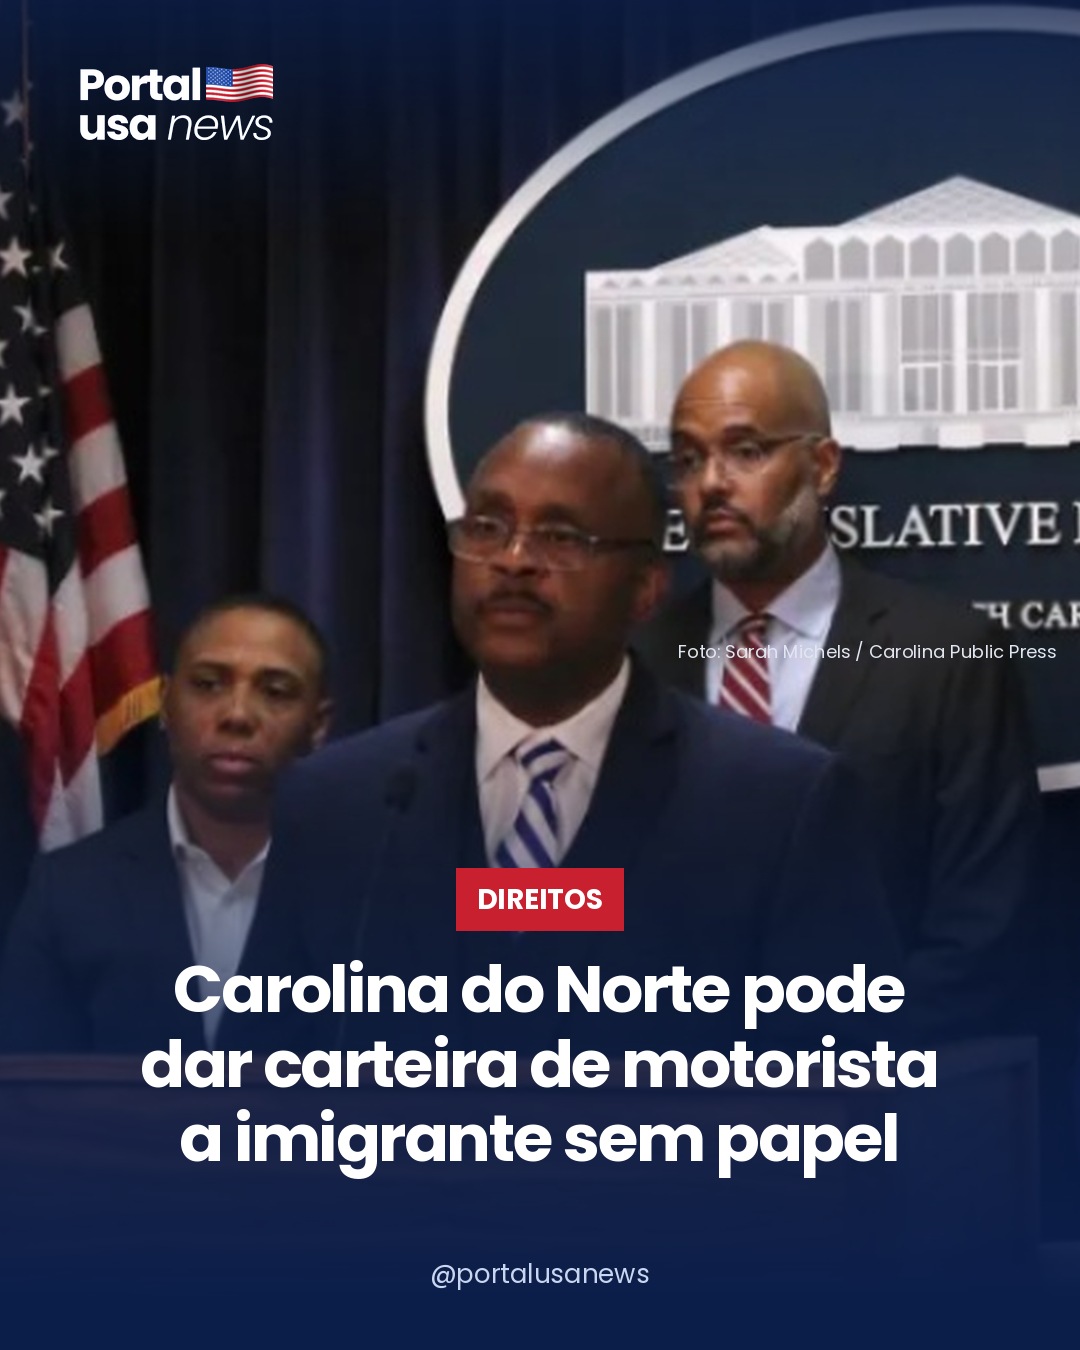 Portal
usa news
SLATIVE
Foto: Sarah Michels / Carolina Public Press
DIREITOS
Carolina do Norte pode
dar carteira de motorista
a imigrante sem papel
@portalusanews